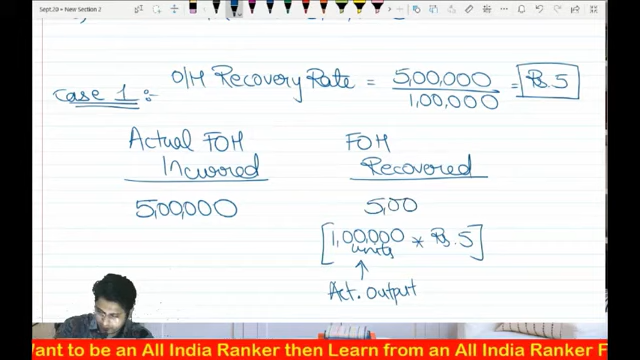 Sept.20 » New Section 2
Case 1 :- O/H Recovery Rate = 5,00,000 / 1,00,000 = Rs. 5
Actual FOH Incurred
FOH Recovered
5,00,000
5,00
[1,00,000 units * Rs. 5]
↑
Act. Output
Want to be an All India Ranker then Learn from an All India Ranker F